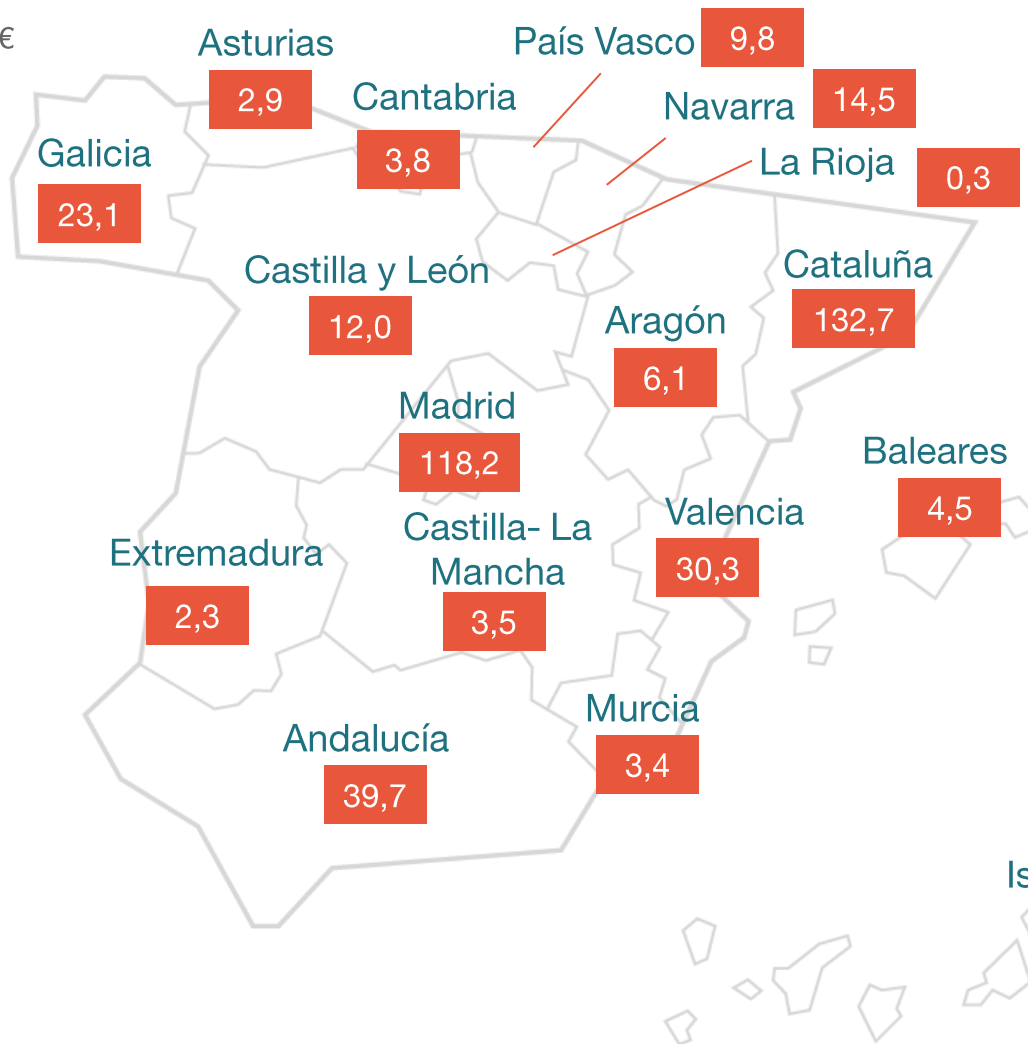 €
Asturias
2,9
País Vasco
9,8
Cantabria
3,8
Navarra
14,5
Galicia
23,1
La Rioja
0,3
Castilla y León
12,0
Cataluña
132,7
Aragón
6,1
Madrid
118,2
Baleares
4,5
Castilla- La
Mancha
3,5
Valencia
30,3
Extremadura
2,3
Andalucía
39,7
Murcia
3,4
Is